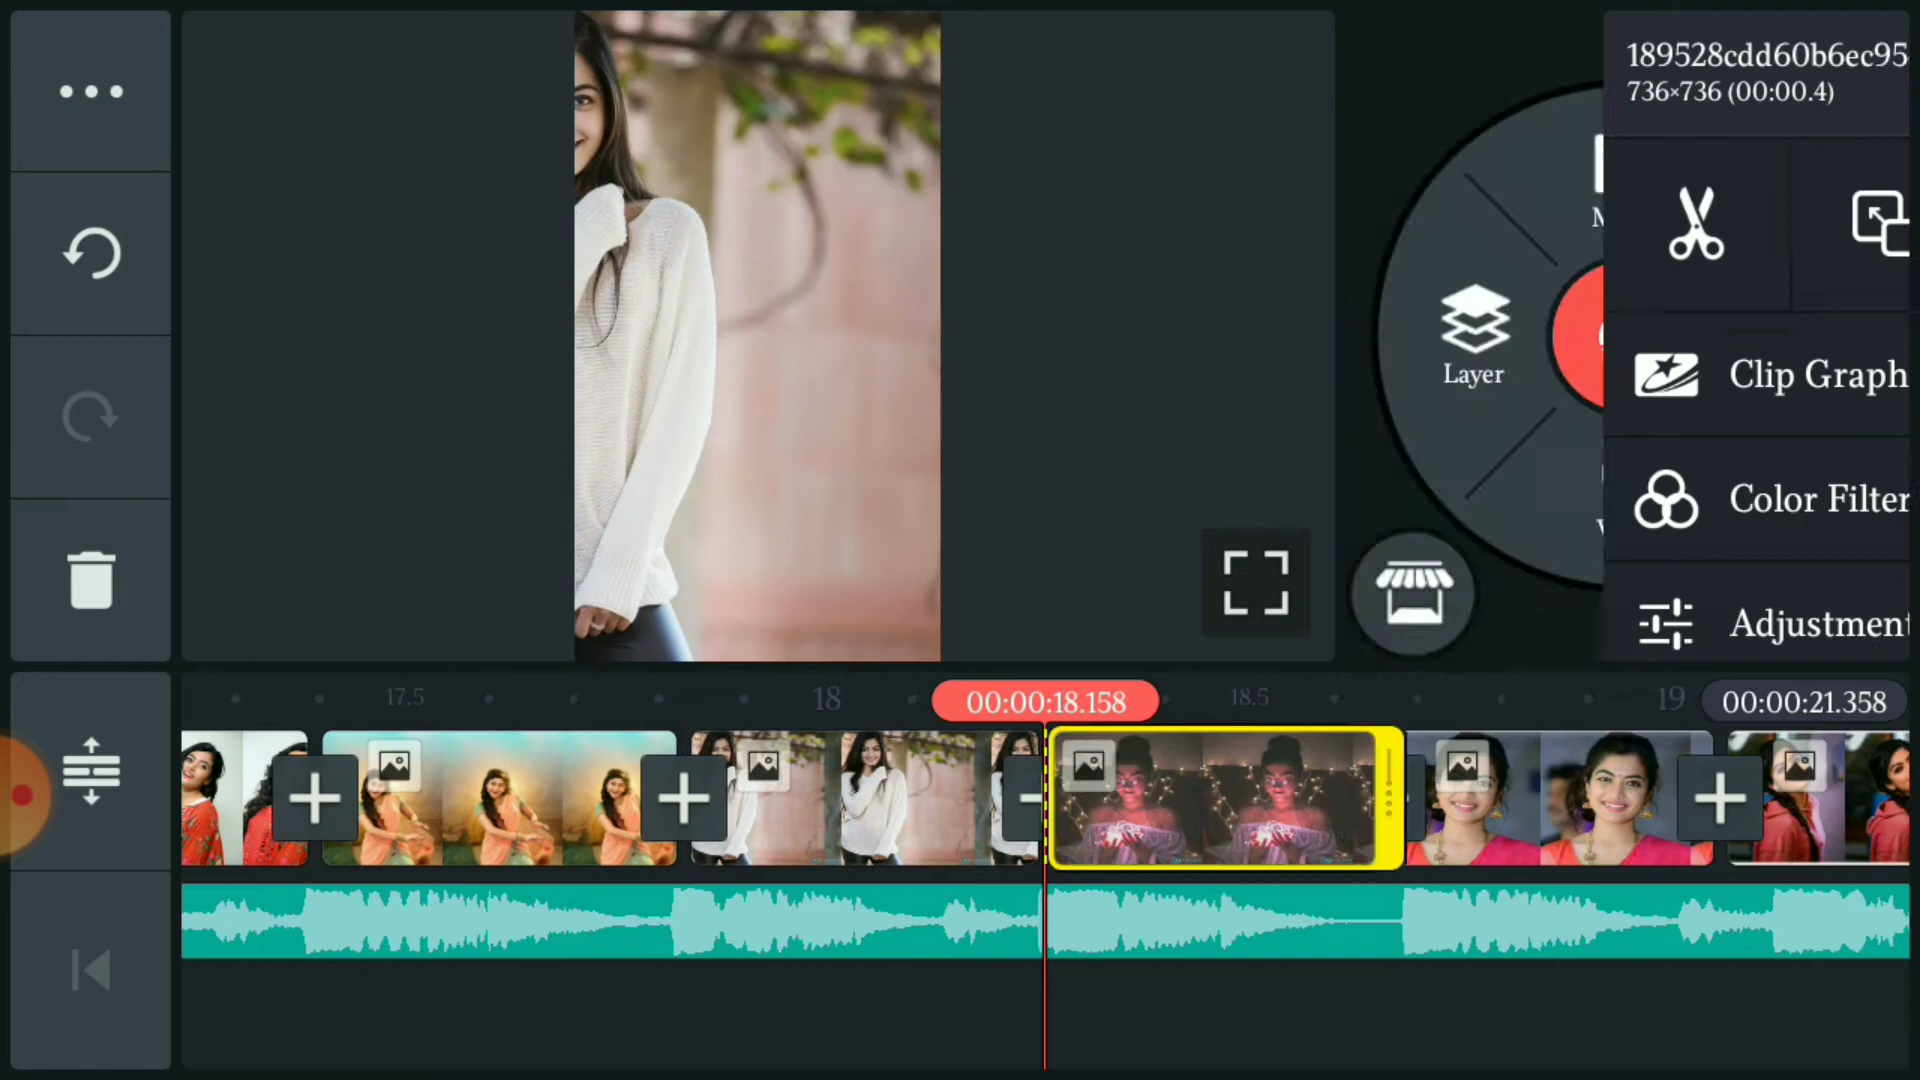 189528cdd60b6ec95
736×736 (00:00.4)
M
Layer
Clip Graph
Color Filter
Adjustment
17.5
18
00:00:18.158
18.5
19
00:00:21.358